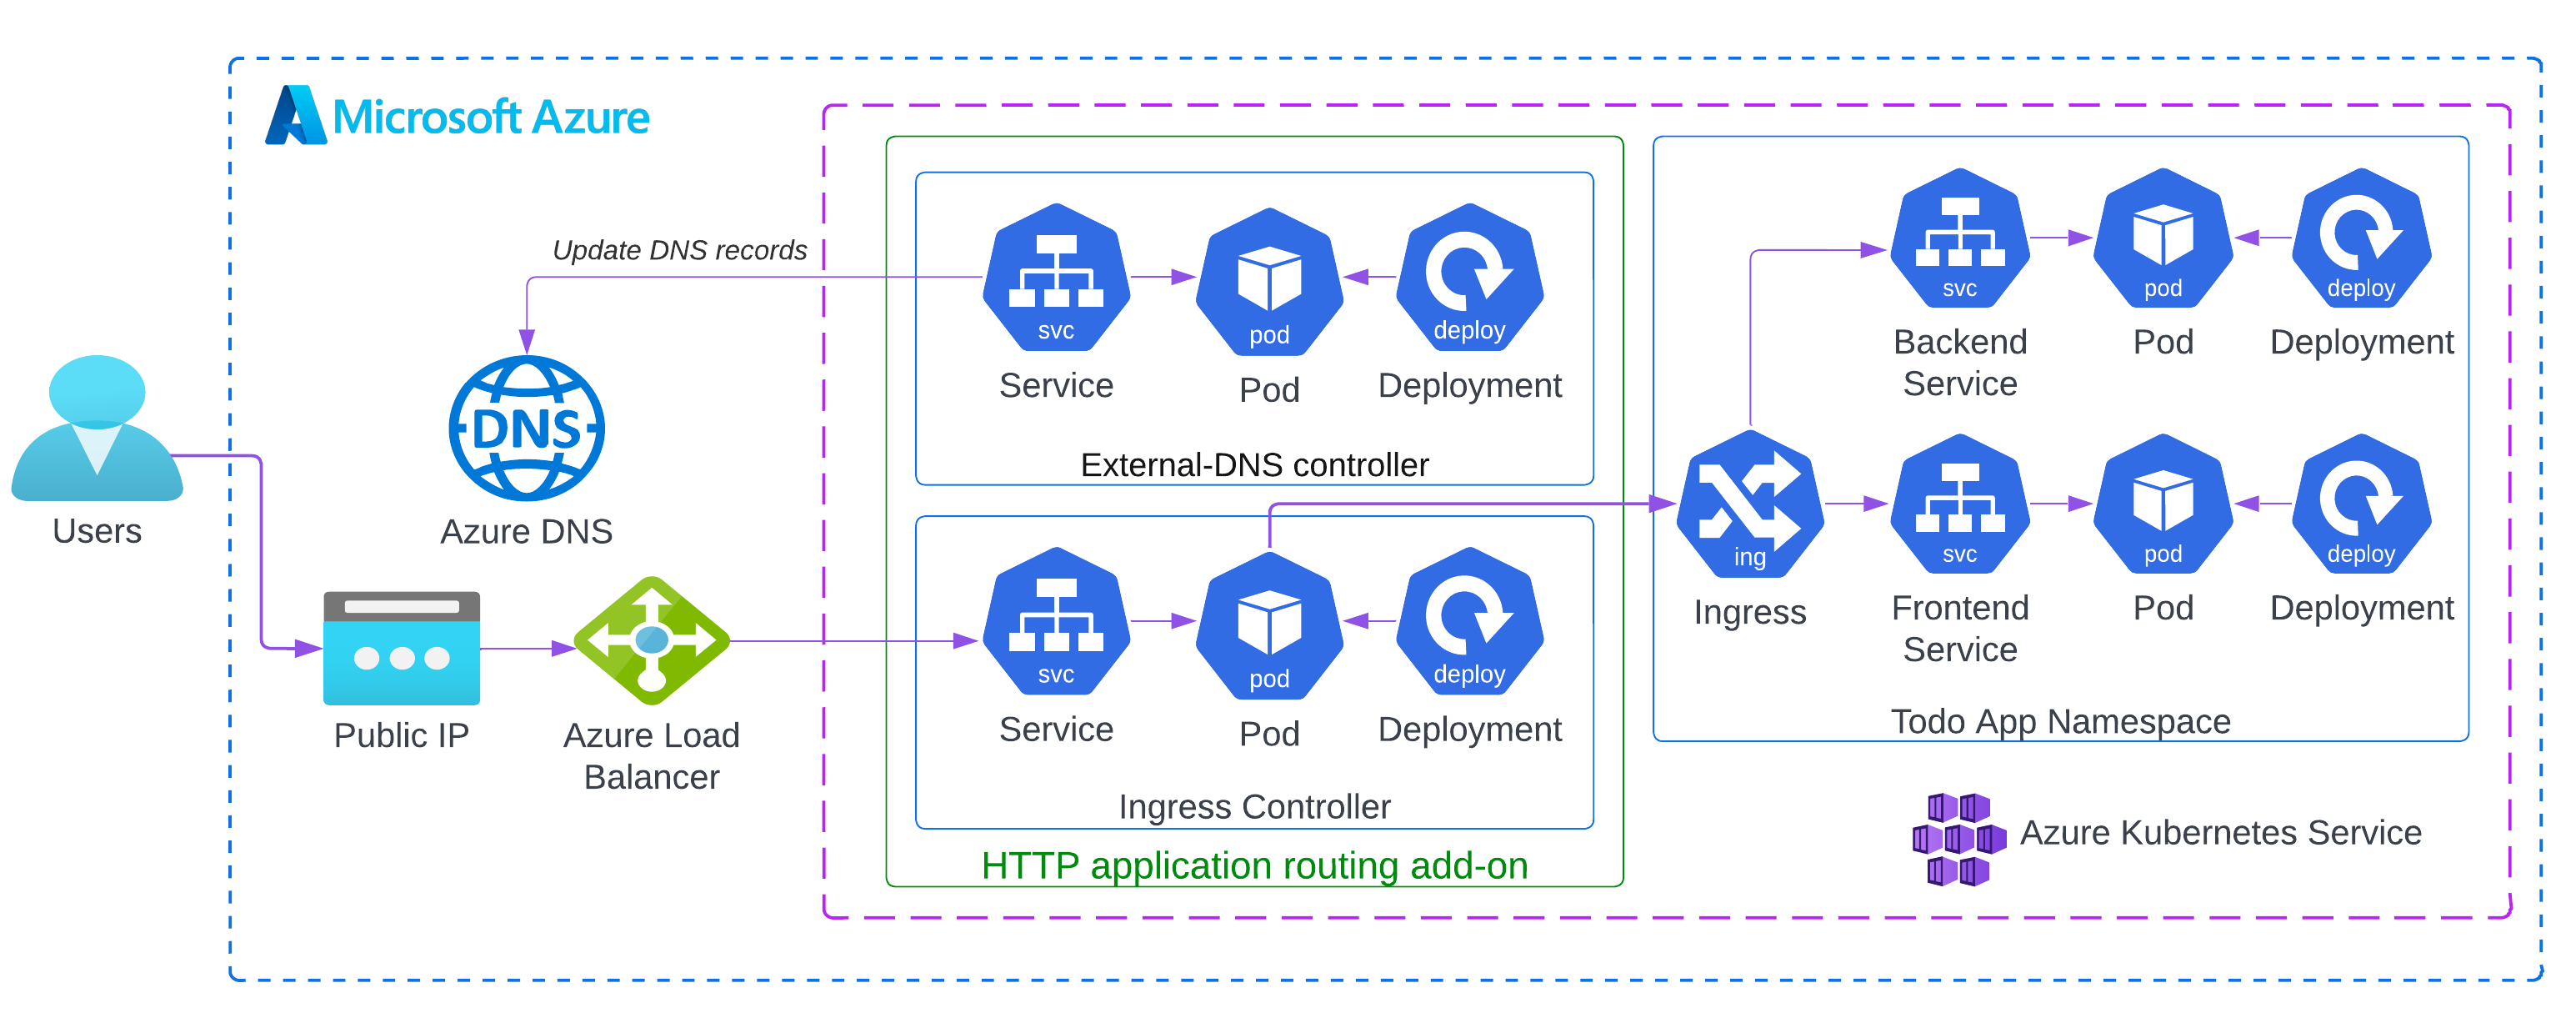 Microsoft Azure
Update DNS records
DNS
Azure DNS
Users
Public IP
Azure Load
Balancer
svc
Service
pod
Pod
deploy
Deployment
External-DNS controller
svc
Service
pod
Pod
deploy
Deployment
Ingress Controller
HTTP application routing add-on
ing
Ingress
svc
Backend
Service
pod
Pod
deploy
Deployment
svc
Frontend
Service
pod
Pod
deploy
Deployment
Todo App Namespace
Azure Kubernetes Service